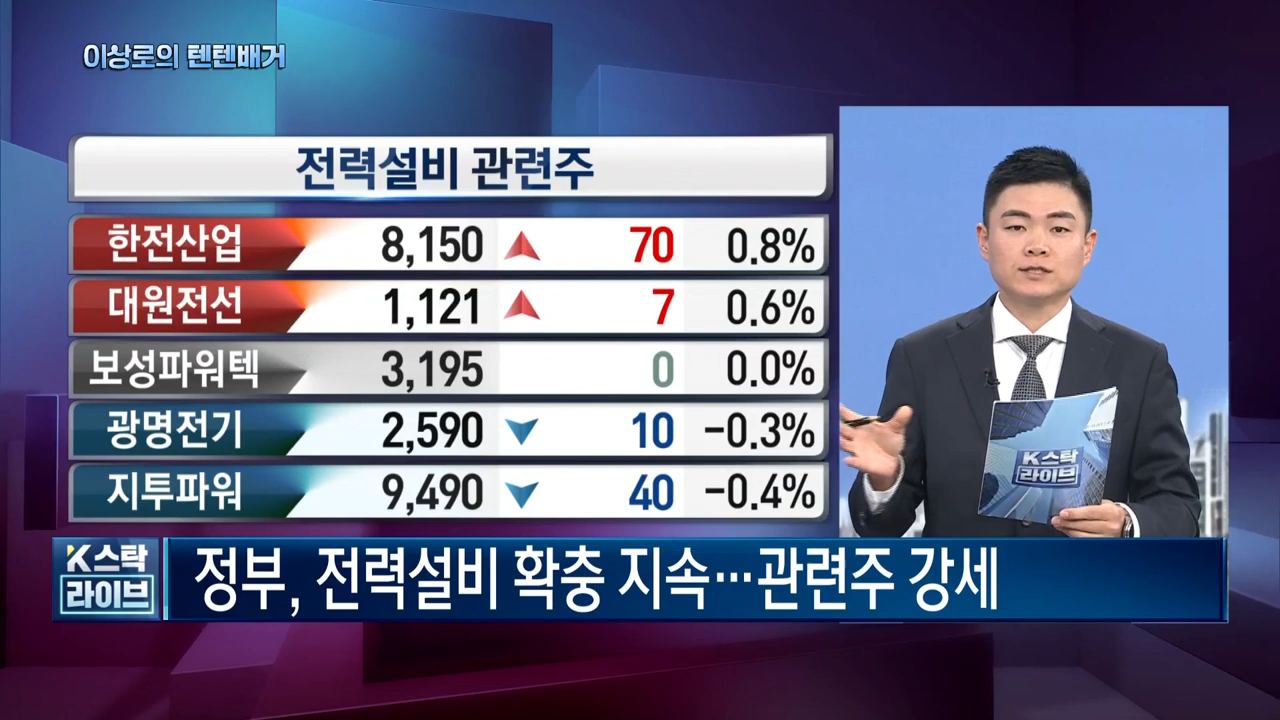 이상로의 텐텐배거
전력설비 관련주
한전산업 8,150 ▲ 70 0.8%
대원전선 1,121 ▲ 7 0.6%
보성파워텍 3,195 0 0.0%
광명전기 2,590 ▼ 10 -0.3%
지투파워 9,490 ▼ 40 -0.4%
K스탁
라이브
K스탁
라이브
정부, 전력설비 확충 지속…관련주 강세